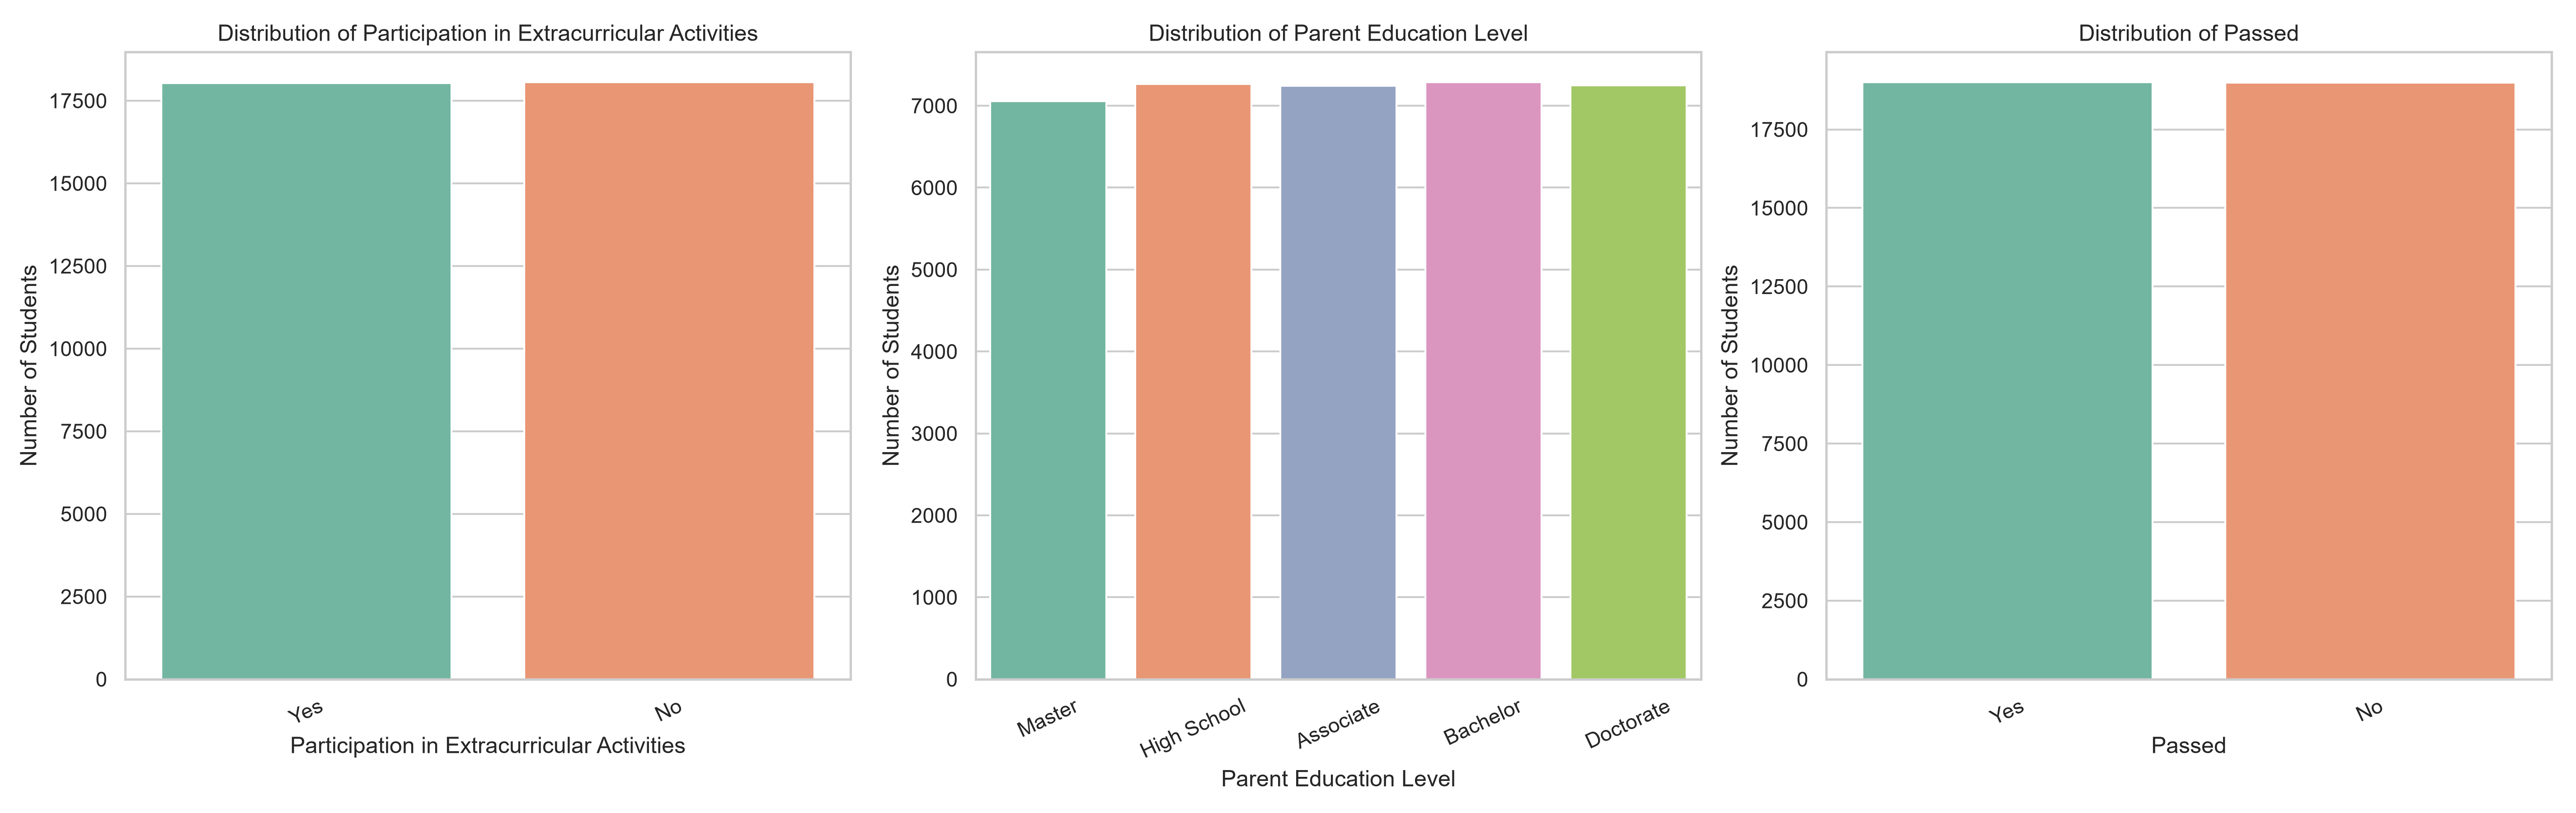 Distribution of Participation in Extracurricular Activities
Number of Students
17500
15000
12500
10000
7500
5000
2500
0
Yes
No
Participation in Extracurricular Activities
Distribution of Parent Education Level
Number of Students
7000
6000
5000
4000
3000
2000
1000
0
Master
High School
Associate
Bachelor
Doctorate
Parent Education Level
Distribution of Passed
Number of Students
17500
15000
12500
10000
7500
5000
2500
0
Yes
No
Passed